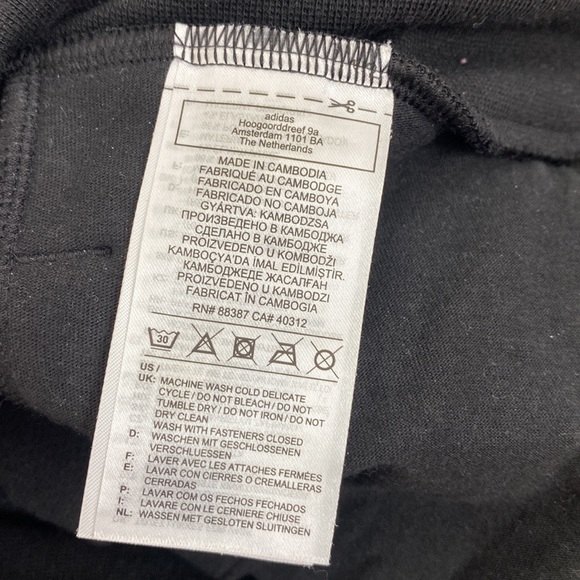 adidas
Hoogoorddreef 9a
Amsterdam 1101 BA
The Netherlands
MADE IN CAMBODIA
FABRIQUÉ AU CAMBODGE
FABRICADO EN CAMBOYA
FABRICADO NO CAMBOJA
GYÁRTVA: KAMBODZSA
ПРОИЗВЕДЕНО В КАМБОДЖА
СДЕЛАНО В КАМБОДЖЕ
PROIZVEDENO U KOMBODŽI
KAMBOÇYA'DA İMAL EDİLMİŞTİR.
КАМБОДЖЕДЕ ЖАСАЛҒАН
PROIZVEDENO U KAMBODZI
FABRICAT ÎN CAMBOGIA
RN# 88387 CA# 40312
30
US /
UK: MACHINE WASH COLD DELICATE
CYCLE / DO NOT BLEACH / DO NOT
TUMBLE DRY / DO NOT IRON / DO NOT
DRY CLEAN
WASH WITH FASTENERS CLOSED
D: WASCHEN MIT GESCHLOSSENEN
VERSCHLUESSEN
F: LAVER AVEC LES ATTACHES FERMÉES
E: LAVAR CON CIERRES O CREMALLERAS
CERRADAS
P: LAVAR COM OS FECHOS FECHADOS
I: LAVARE CON LE CERNIERE CHIUSE
NL: WASSEN MET GESLOTEN SLUITINGEN